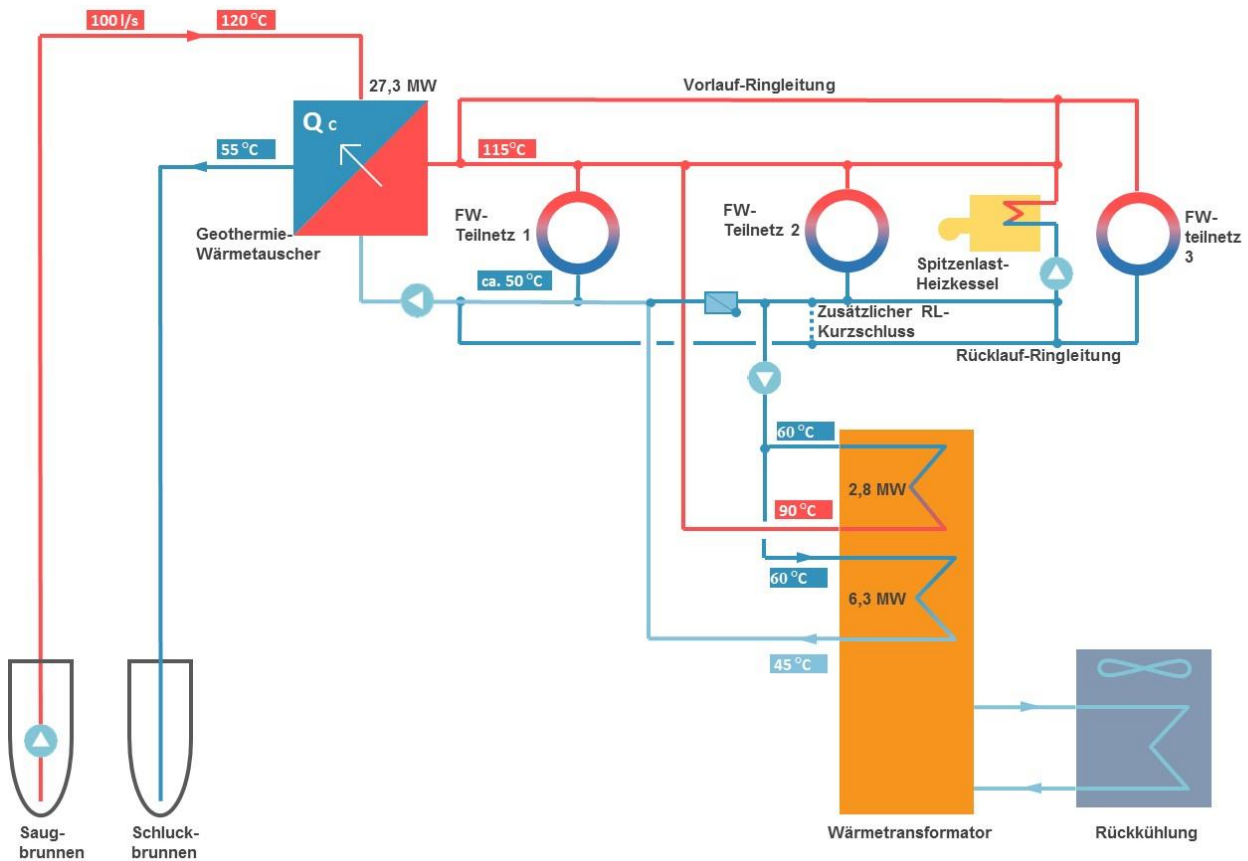 100 l/s
120 °C
27,3 MW
Vorlauf-Ringleitung
Q c
55 °C
115°C
Geothermie-
Wärmetauscher
FW-
Teilnetz 1
FW-
Teilnetz 2
Spitzenlast-
Heizkessel
FW-
teilnetz
3
ca. 50 °C
Zusätzlicher RL-
Kurzschluss
Rücklauf-Ringleitung
60 °C
2,8 MW
90 °C
60 °C
6,3 MW
45 °C
Saug-
brunnen
Schluck-
brunnen
Wärmetransformator
Rückkühlung